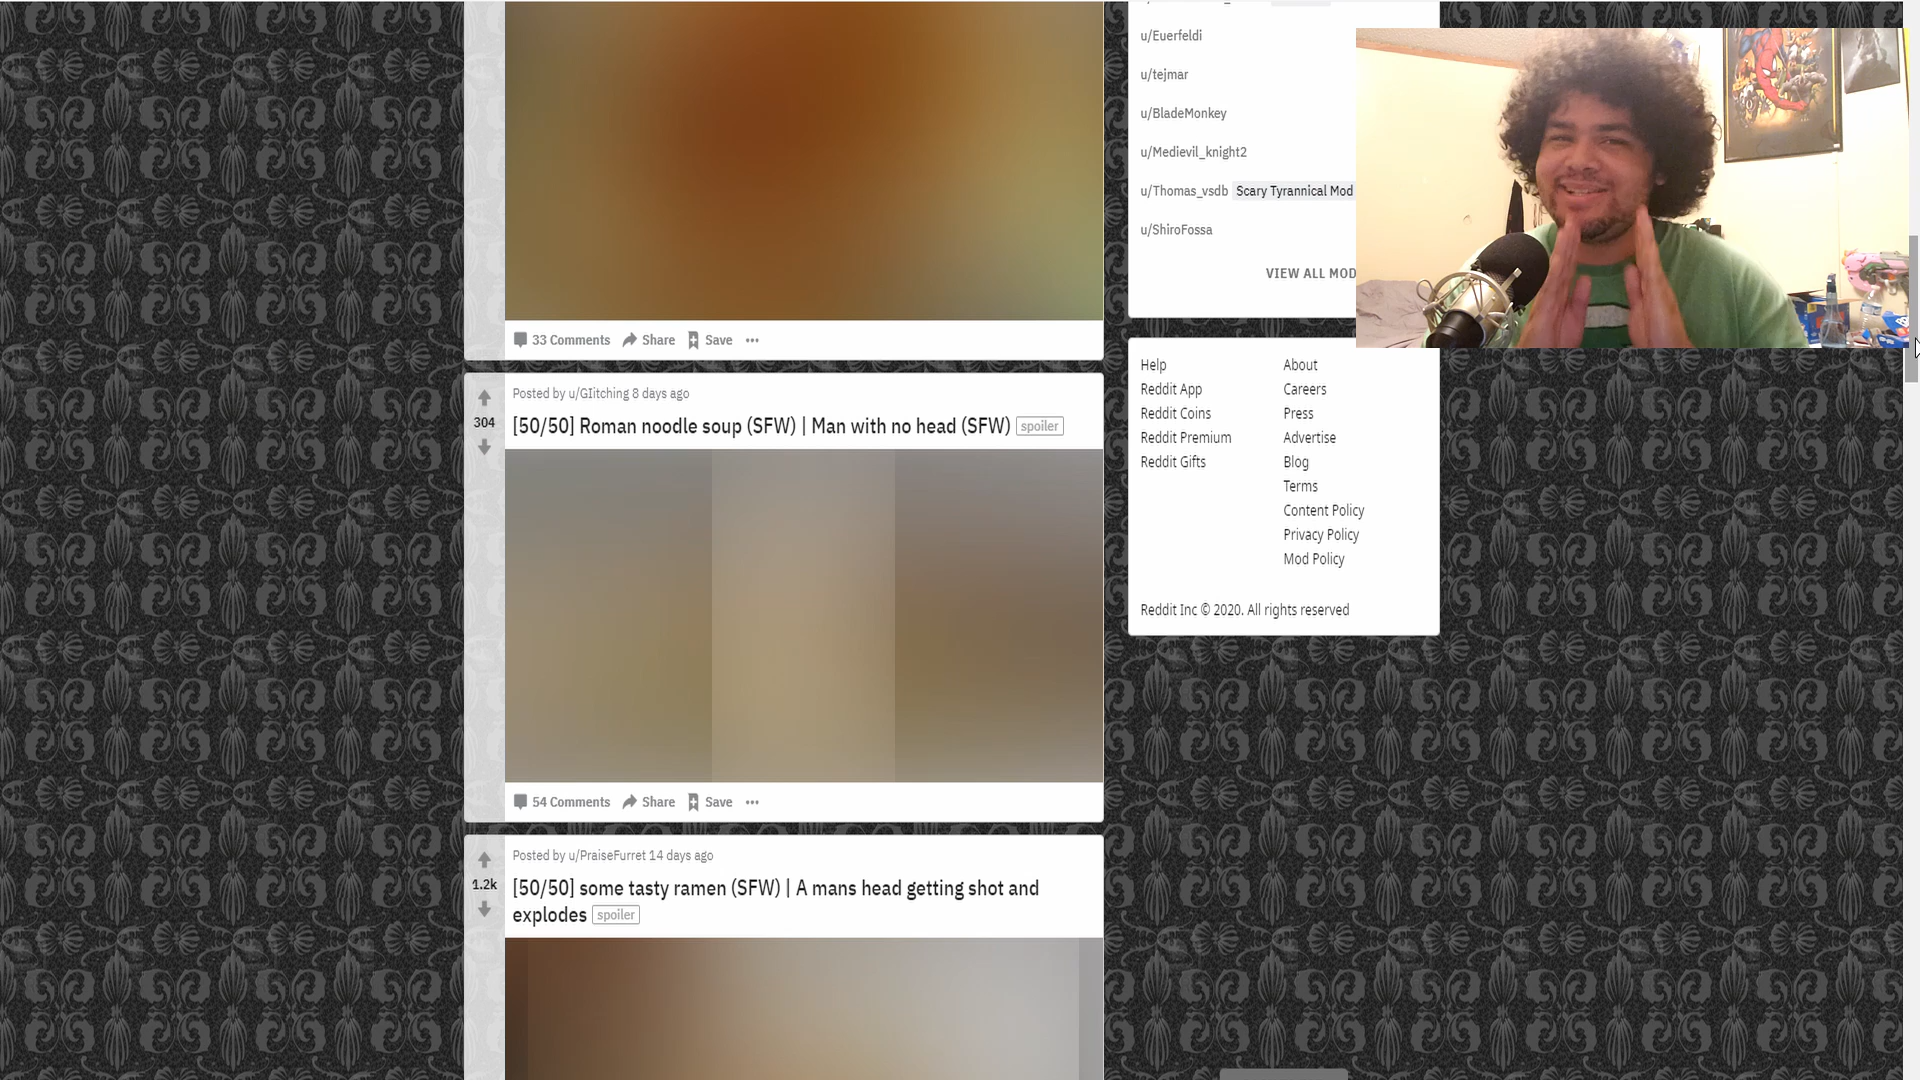 u/Euerfeldi
u/tejmar
u/BladeMonkey
u/Medievil_knight2
u/Thomas_vsdb Scary Tyrannical Mod
u/ShiroFossa
VIEW ALL MOD
33 Comments Share Save
Posted by u/GIitching 8 days ago
304
[50/50] Roman noodle soup (SFW) | Man with no head (SFW) spoiler
54 Comments Share Save
Posted by u/PraiseFurret 14 days ago
1.2k
[50/50] some tasty ramen (SFW) | A mans head getting shot and
explodes spoiler
Help
Reddit App
Reddit Coins
Reddit Premium
Reddit Gifts
About
Careers
Press
Advertise
Blog
Terms
Content Policy
Privacy Policy
Mod Policy
Reddit Inc © 2020. All rights reserved